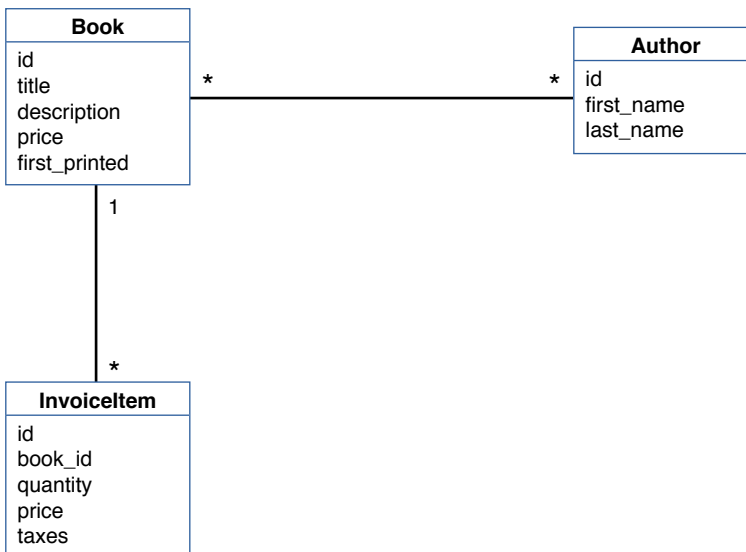 Book
id
title
description
price
first_printed
*
*
Author
id
first_name
last_name
1
*
InvoiceItem
id
book_id
quantity
price
taxes